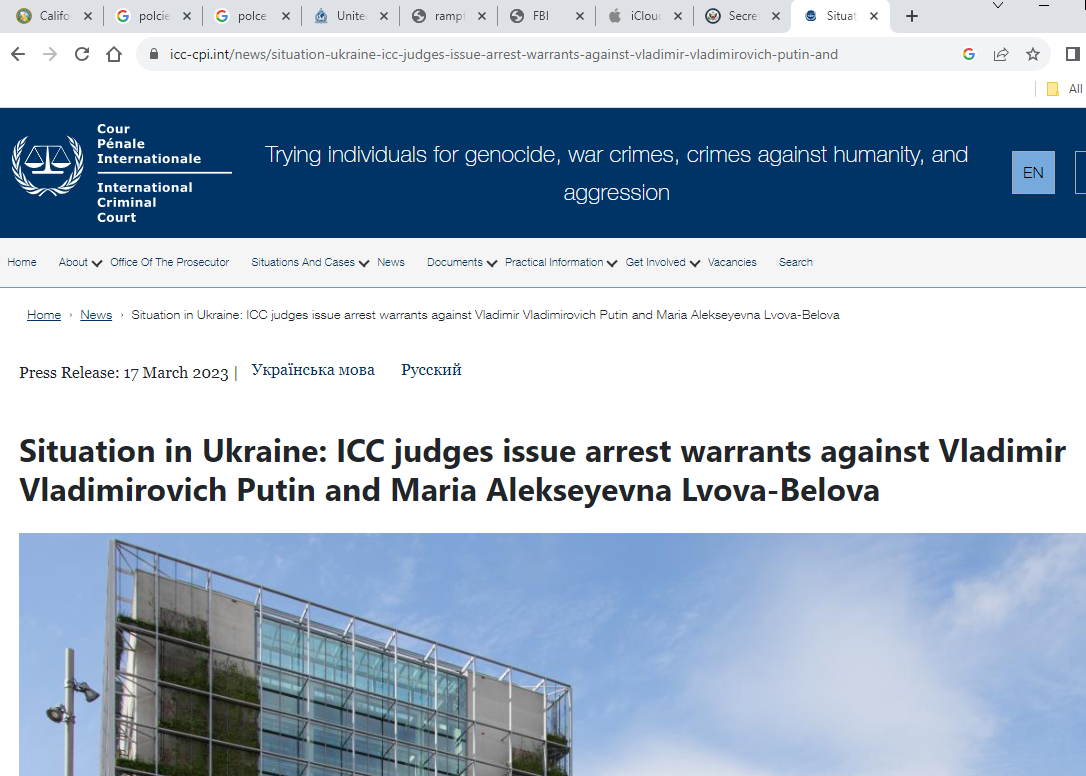 Califo
polcie
polce
Unite
ramp
FBI
iClou
Secre
Situat
icc-cpi.int/news/situation-ukraine-icc-judges-issue-arrest-warrants-against-vladimir-vladimirovich-putin-and
All
Cour
Pénale
Internationale
International
Criminal
Court
Trying individuals for genocide, war crimes, crimes against humanity, and
aggression
EN
Home About Office Of The Prosecutor Situations And Cases News Documents Practical Information Get Involved Vacancies Search
Home › News › Situation in Ukraine: ICC judges issue arrest warrants against Vladimir Vladimirovich Putin and Maria Alekseyevna Lvova-Belova
Press Release: 17 March 2023 | Українська мова Русский
Situation in Ukraine: ICC judges issue arrest warrants against Vladimir
Vladimirovich Putin and Maria Alekseyevna Lvova-Belova